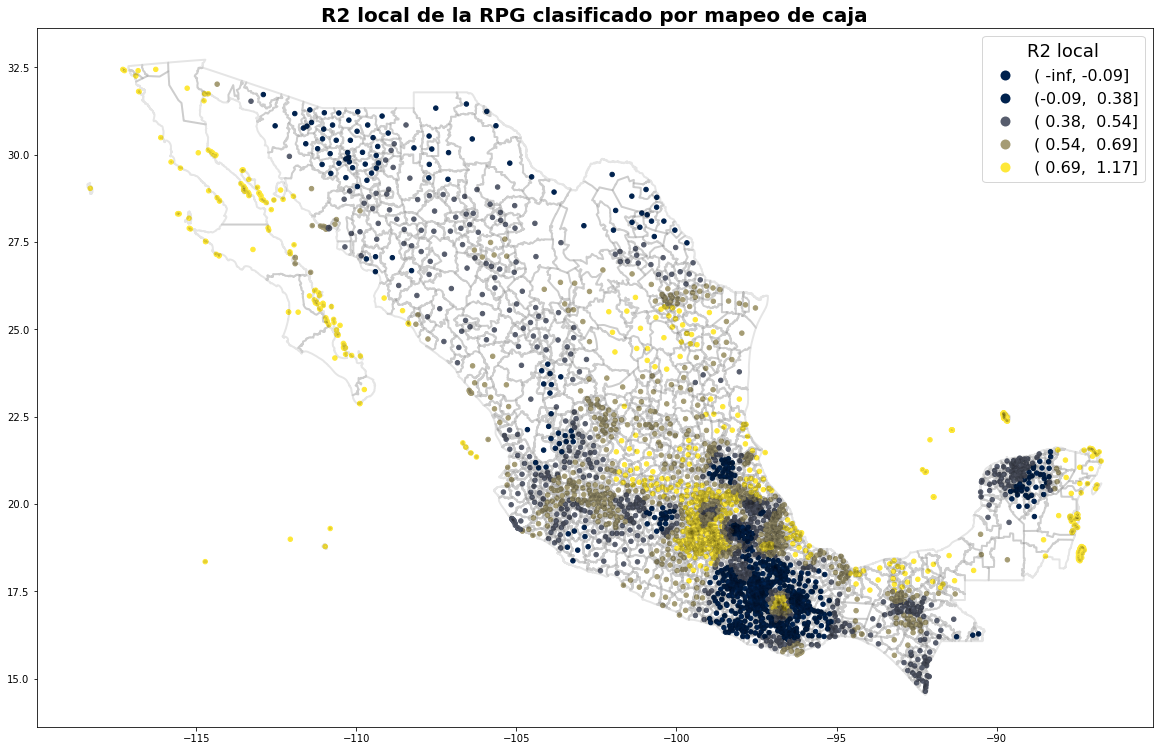 R2 local de la RPG clasificado por mapeo de caja
R2 local
( -inf, -0.09]
(-0.09,  0.38]
( 0.38,  0.54]
( 0.54,  0.69]
( 0.69,  1.17]
32.5
30.0
27.5
25.0
22.5
20.0
17.5
15.0
−115
−110
−105
−100
−95
−90